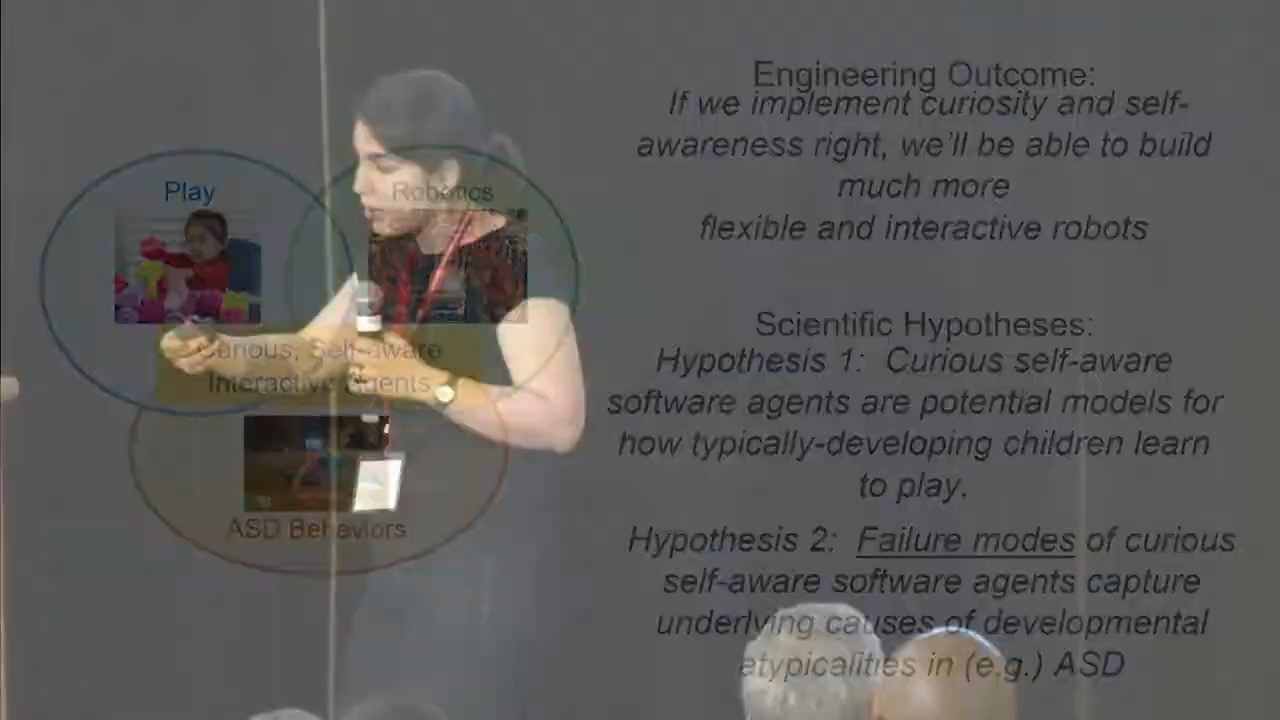 Play
Robotics
Curious, Self-aware
Interactive Agents
ASD Behaviors
Engineering Outcome:
If we implement curiosity and self-
awareness right, we'll be able to build
much more
flexible and interactive robots
Scientific Hypotheses:
Hypothesis 1: Curious self-aware
software agents are potential models for
how typically-developing children learn
to play.
Hypothesis 2: Failure modes of curious
self-aware software agents capture
underlying causes of developmental
atypicalities in (e.g.) ASD